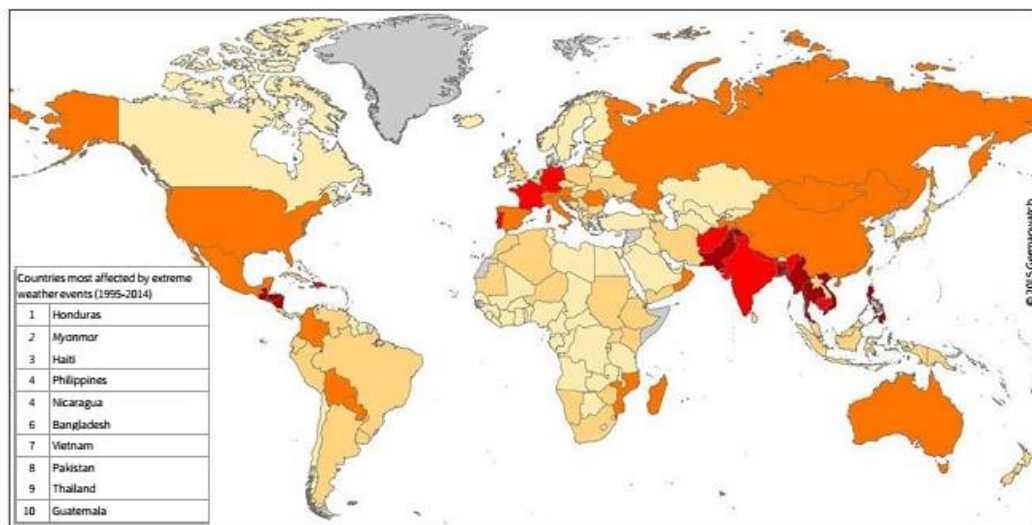 Countries most affected by extreme
weather events (1995-2014)
1 Honduras
2 Myanmar
3 Haiti
4 Philippines
4 Nicaragua
6 Bangladesh
7 Vietnam
8 Pakistan
9 Thailand
10 Guatemala
© 2015 Germanwatch